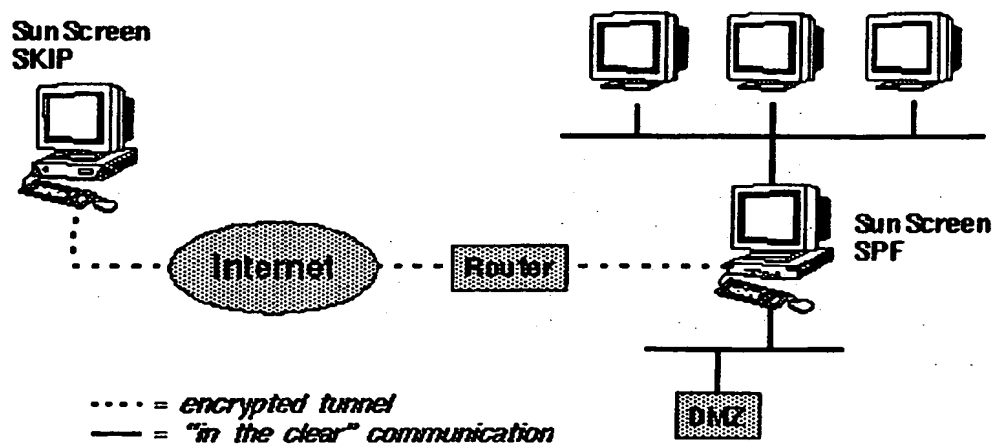 Sun Screen
SKIP
Internet
Router
Sun Screen
SPF
DMZ
= encrypted tunnel
= "in the clear" communication